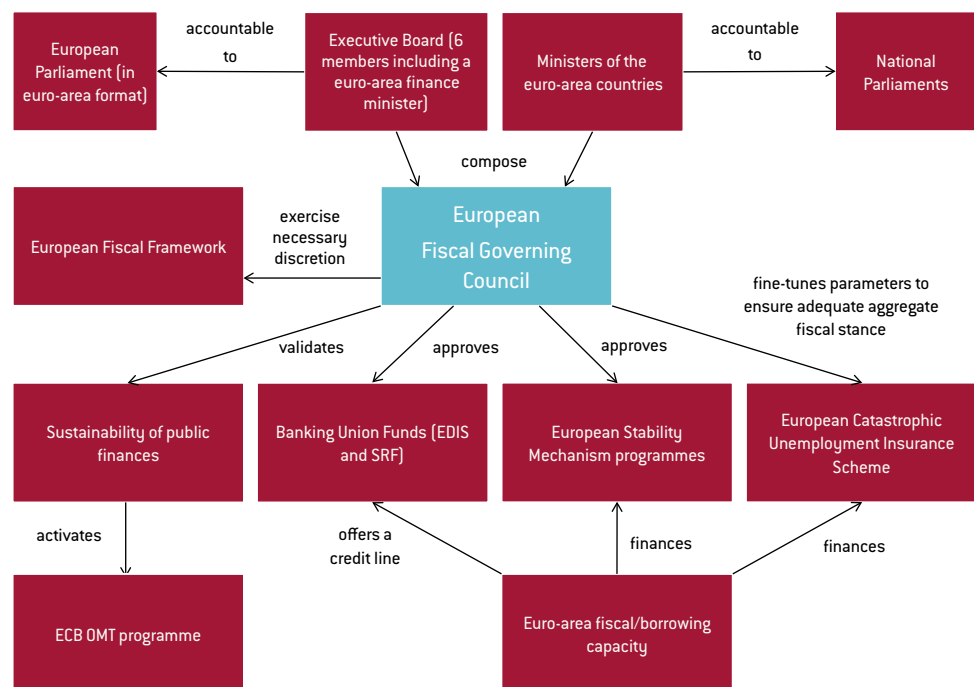 European
Parliament (in
euro-area format)
accountable
to
Executive Board (6
members including a
euro-area finance
minister)
Ministers of the
euro-area countries
accountable
to
National
Parliaments
compose
European Fiscal Framework
exercise
necessary
discretion
European
Fiscal Governing
Council
fine-tunes parameters to
ensure adequate aggregate
fiscal stance
validates
approves
approves
Sustainability of public
finances
Banking Union Funds (EDIS
and SRF)
European Stability
Mechanism programmes
European Catastrophic
Unemployment Insurance
Scheme
activates
offers a
credit line
finances
finances
ECB OMT programme
Euro-area fiscal/borrowing
capacity